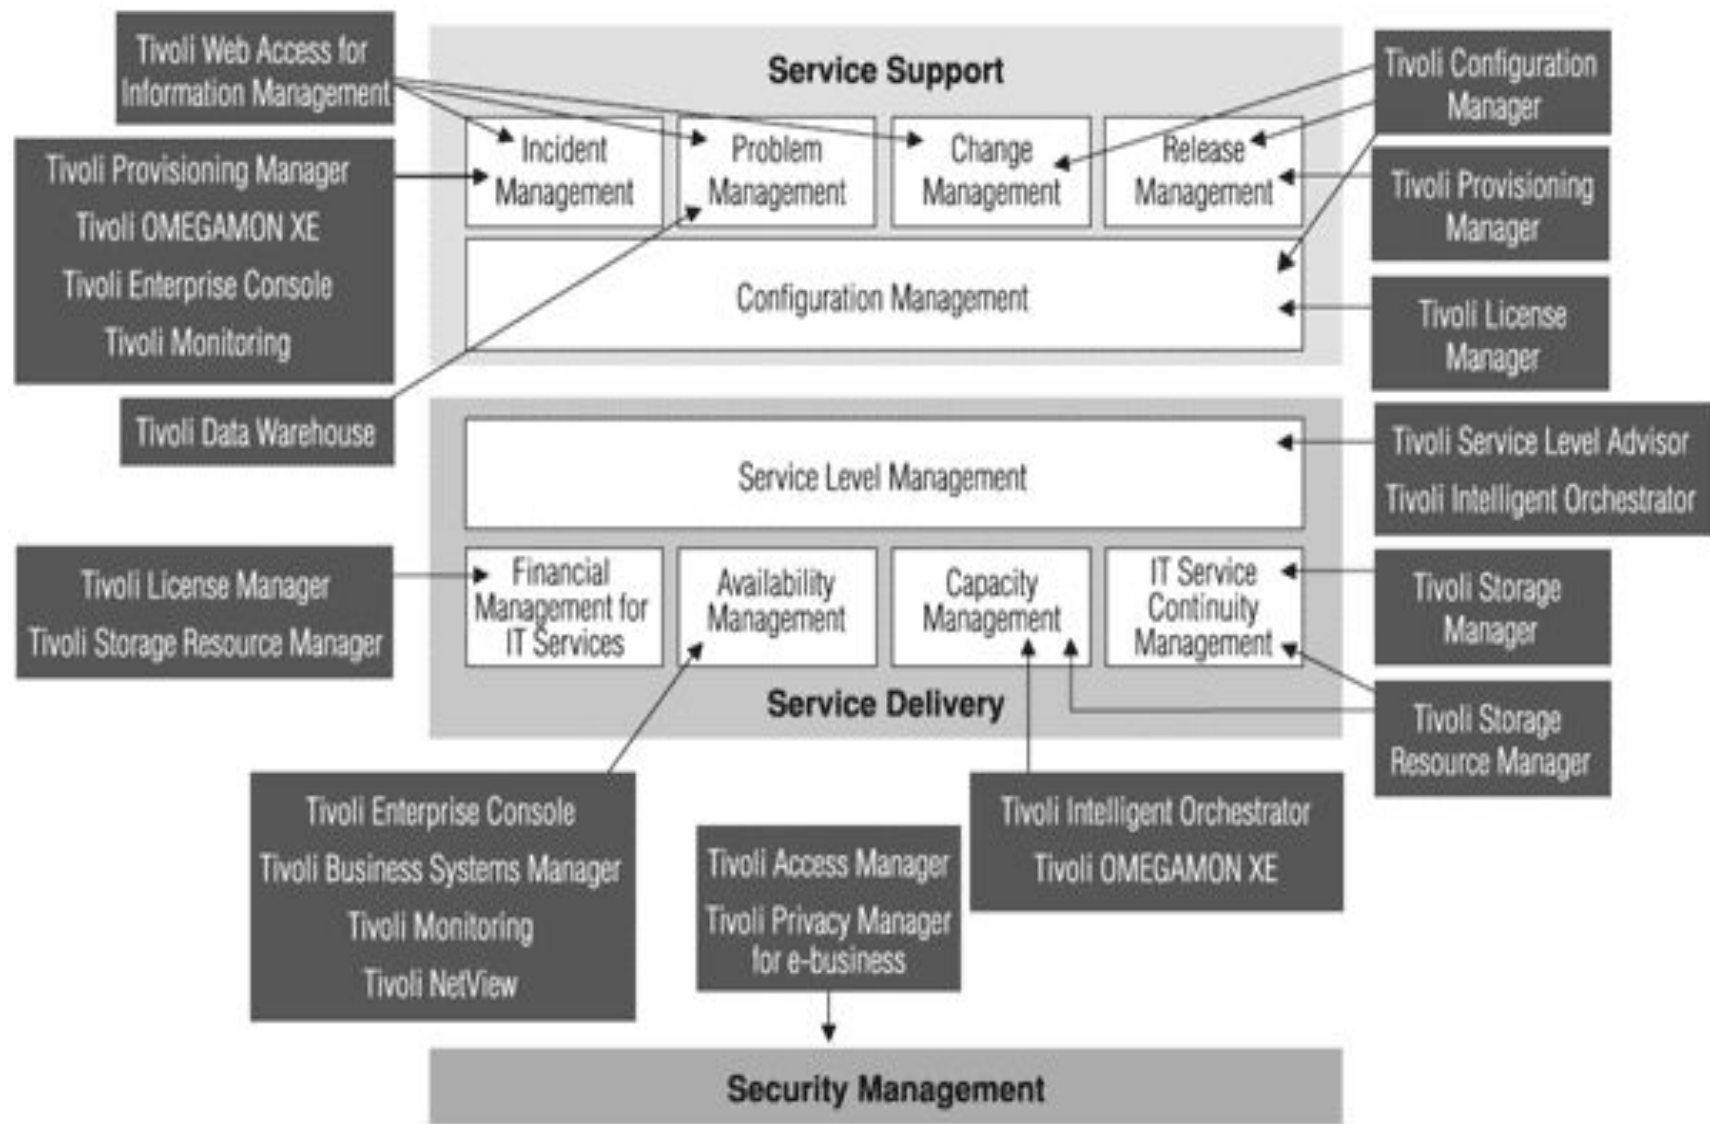 Tivoli Web Access for
Information Management
Service Support
Tivoli Configuration
Manager
Incident
Management
Problem
Management
Change
Management
Release
Management
Tivoli Provisioning Manager
Tivoli OMEGAMON XE
Tivoli Enterprise Console
Tivoli Monitoring
Tivoli Provisioning
Manager
Configuration Management
Tivoli License
Manager
Tivoli Data Warehouse
Service Level Management
Tivoli Service Level Advisor
Tivoli Intelligent Orchestrator
Tivoli License Manager
Tivoli Storage Resource Manager
Financial
Management for
IT Services
Availability
Management
Capacity
Management
IT Service
Continuity
Management
Tivoli Storage
Manager
Service Delivery
Tivoli Storage
Resource Manager
Tivoli Enterprise Console
Tivoli Business Systems Manager
Tivoli Monitoring
Tivoli NetView
Tivoli Access Manager
Tivoli Privacy Manager
for e-business
Tivoli Intelligent Orchestrator
Tivoli OMEGAMON XE
Security Management